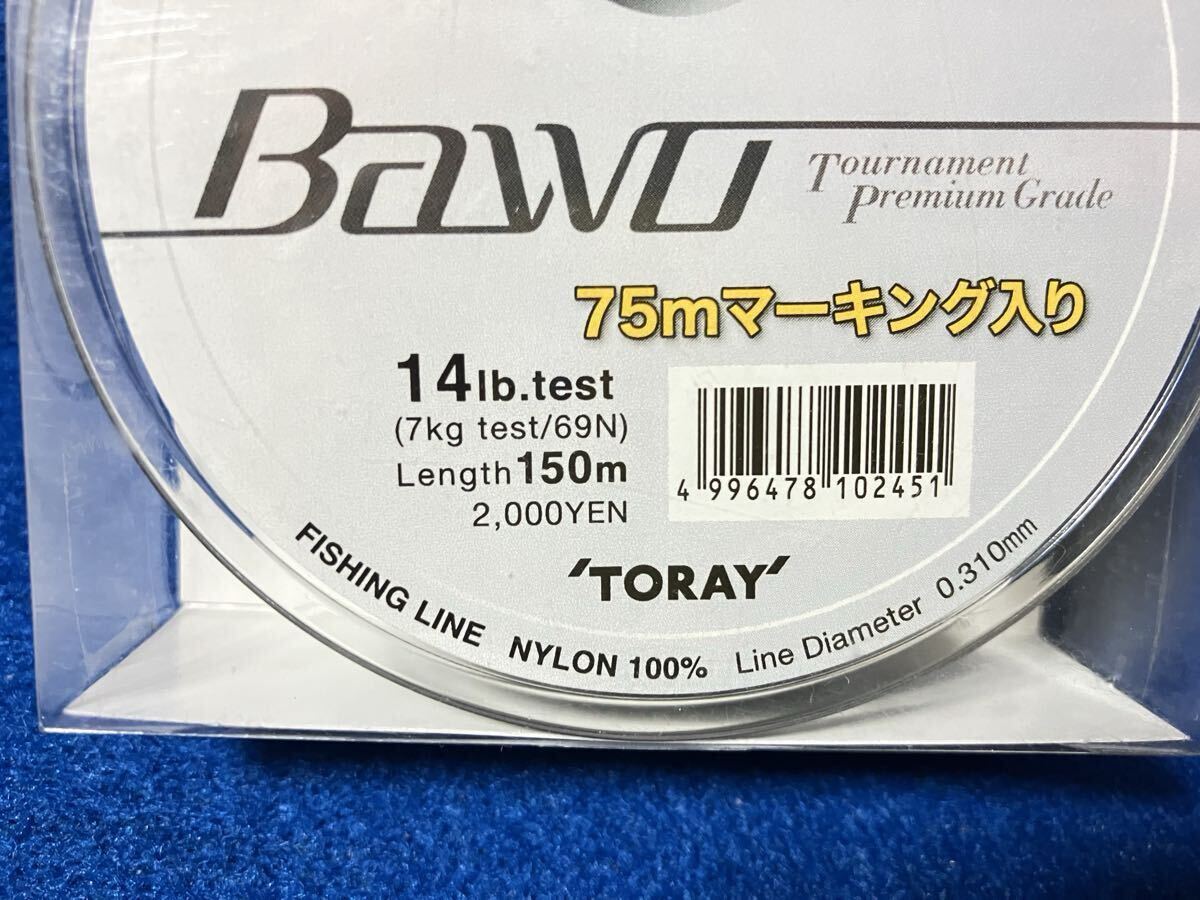 Bawo
Tournament
Premium Grade
75mマーキング入り
14lb.test
(7kg test/69N)
Length 150m
2,000YEN
4 996478 102451
'TORAY'
FISHING LINE NYLON 100% Line Diameter 0.310mm